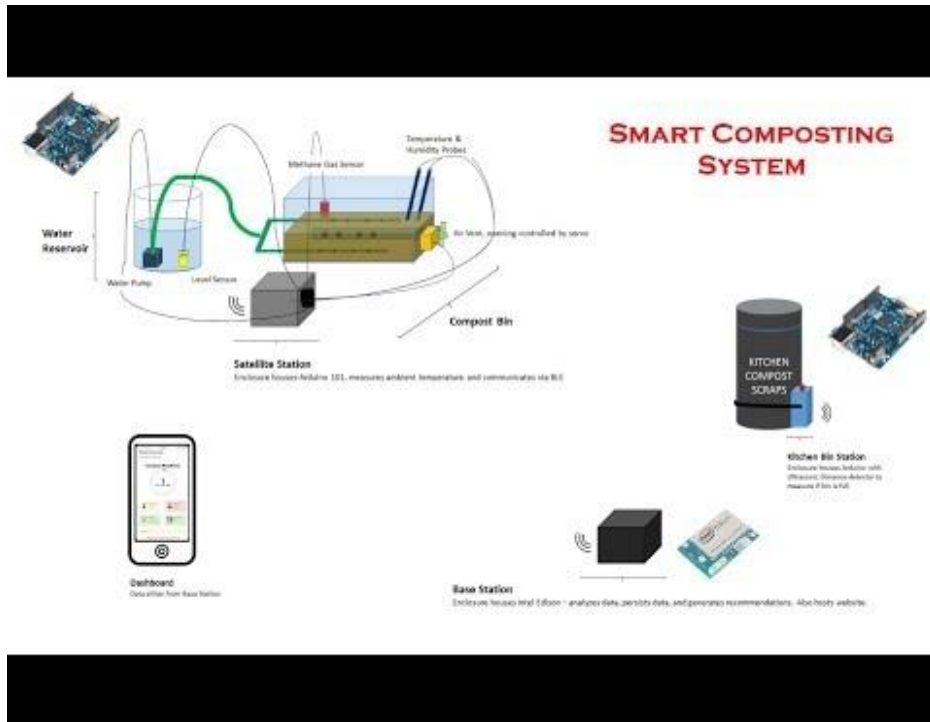 SMART COMPOSTING
SYSTEM
Temperature &
Humidity Probes
Methane Gas Sensor
Water
Reservoir
Air Vent, opening controlled by servo
Water Pump
Level Sensor
Compost Bin
Satellite Station
Enclosure houses Arduino 101, measures ambient temperature and communicates via BLE
KITCHEN
COMPOST
SCRAPS
Kitchen Bin Station
Enclosure houses Arduino with
Ultrasonic Distance detector to
measure if bin is full
Dashboard
Data either from Base Station
Base Station
Enclosure houses Intel Edison - analyzes data, persists data, and generates recommendations. Also hosts website.